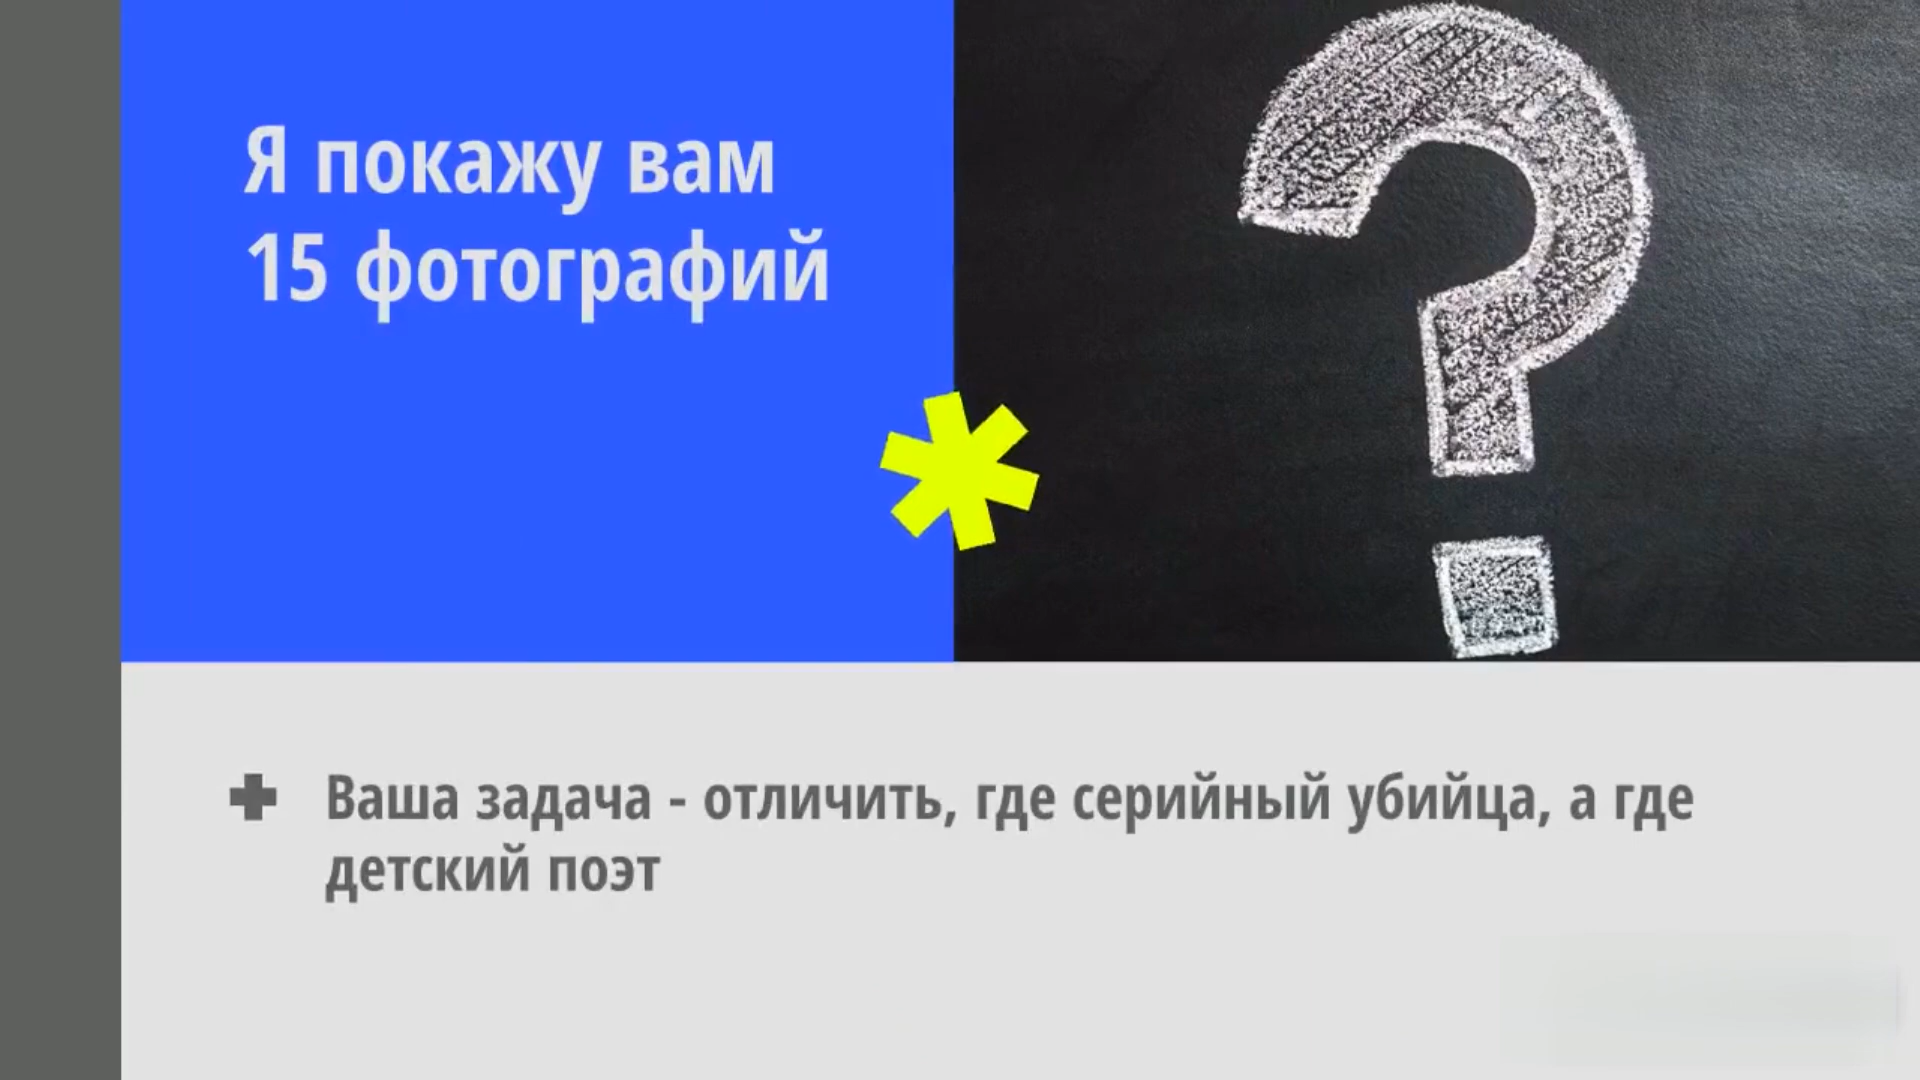 Я покажу вам
15 фотографий
Ваша задача - отличить, где серийный убийца, а где
детский поэт